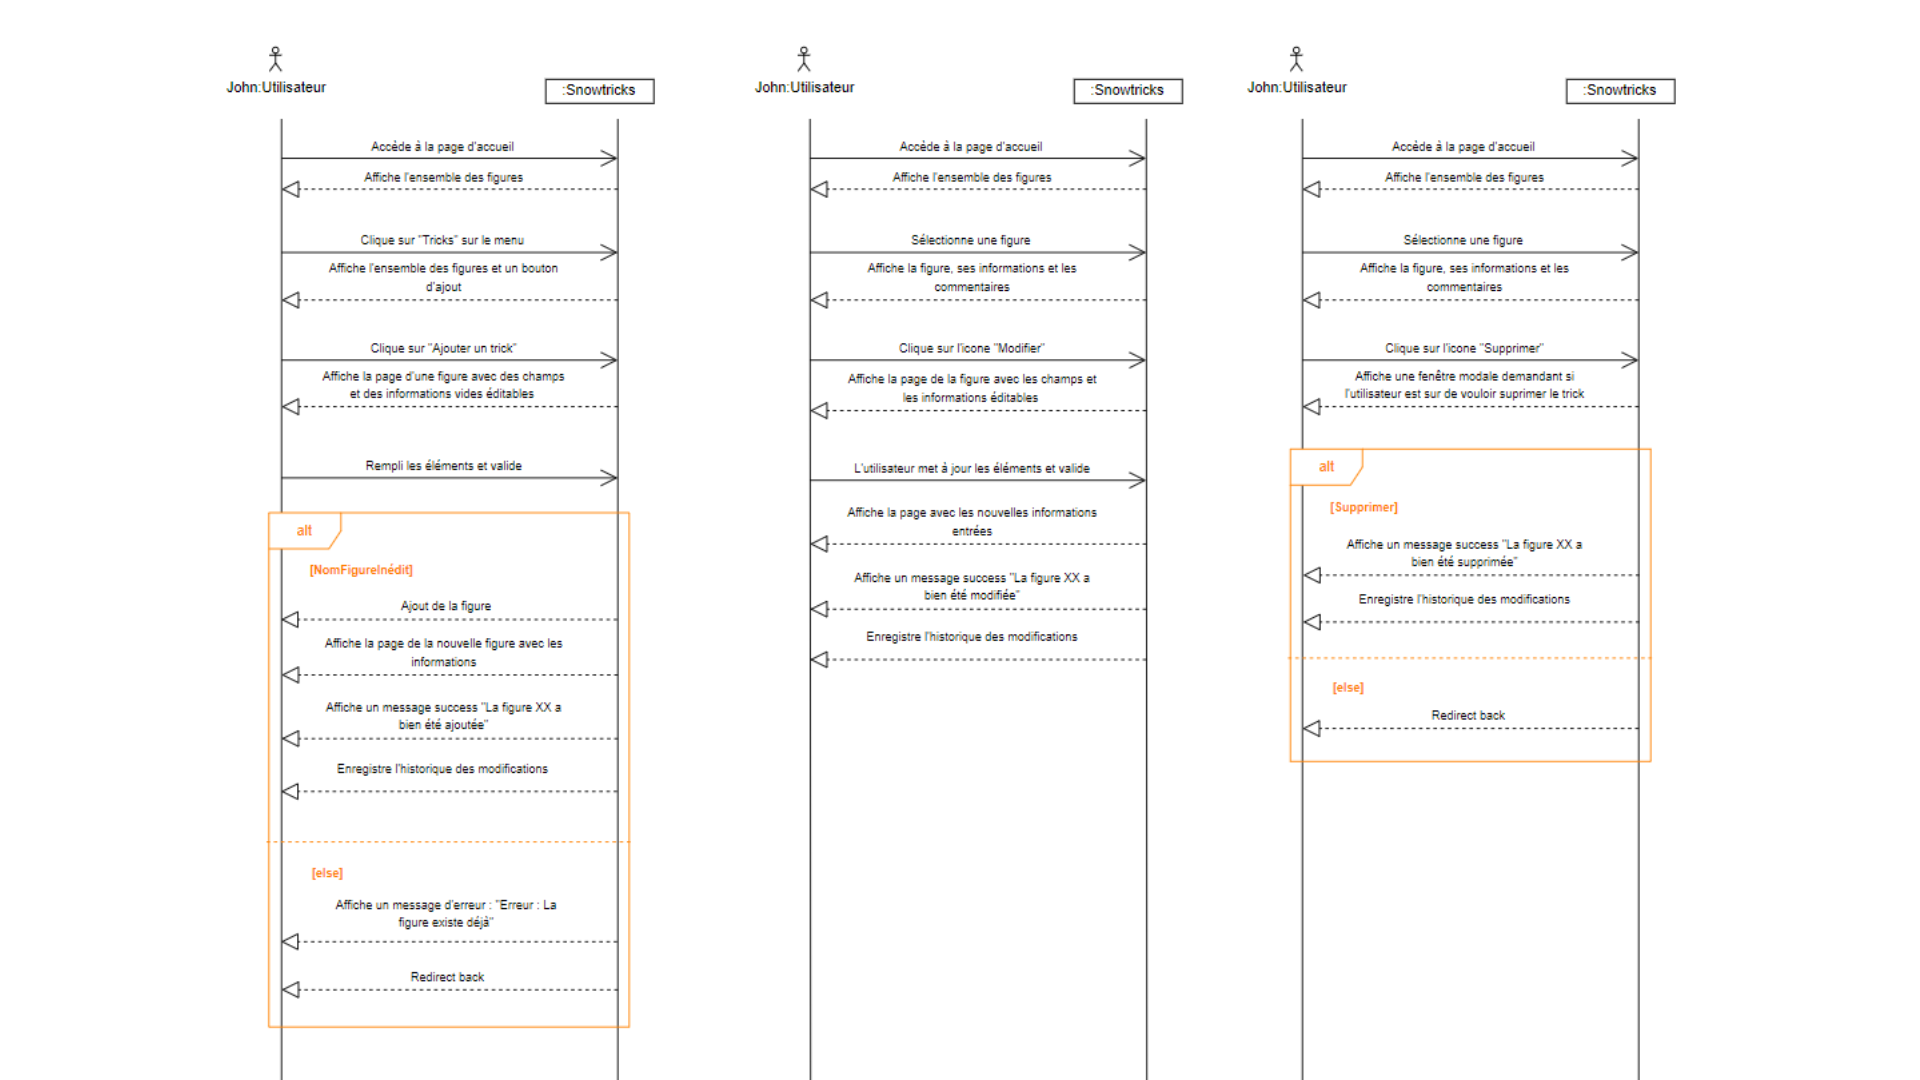 John:Utilisateur
:Snowtricks
Accède à la page d'accueil
Affiche l'ensemble des figures
Clique sur "Tricks" sur le menu
Affiche l'ensemble des figures et un bouton
d'ajout
Clique sur "Ajouter un trick"
Affiche la page d'une figure avec des champs
et des informations vides éditables
Rempli les éléments et valide
alt
[NomFigureInédit]
Ajout de la figure
Affiche la page de la nouvelle figure avec les
informations
Affiche un message success "La figure XX a
bien été ajoutée"
Enregistre l'historique des modifications
[else]
Affiche un message d'erreur : "Erreur : La
figure existe déjà"
Redirect back
John:Utilisateur
:Snowtricks
Accède à la page d'accueil
Affiche l'ensemble des figures
Sélectionne une figure
Affiche la figure, ses informations et les
commentaires
Clique sur l'icone "Modifier"
Affiche la page de la figure avec les champs et
les informations éditables
L'utilisateur met à jour les éléments et valide
Affiche la page avec les nouvelles informations
entrées
Affiche un message success "La figure XX a
bien été modifiée"
Enregistre l'historique des modifications
John:Utilisateur
:Snowtricks
Accède à la page d'accueil
Affiche l'ensemble des figures
Sélectionne une figure
Affiche la figure, ses informations et les
commentaires
Clique sur l'icone "Supprimer"
Affiche une fenêtre modale demandant si
l'utilisateur est sur de vouloir suprimer le trick
alt
[Supprimer]
Affiche un message success "La figure XX a
bien été supprimée"
Enregistre l'historique des modifications
[else]
Redirect back